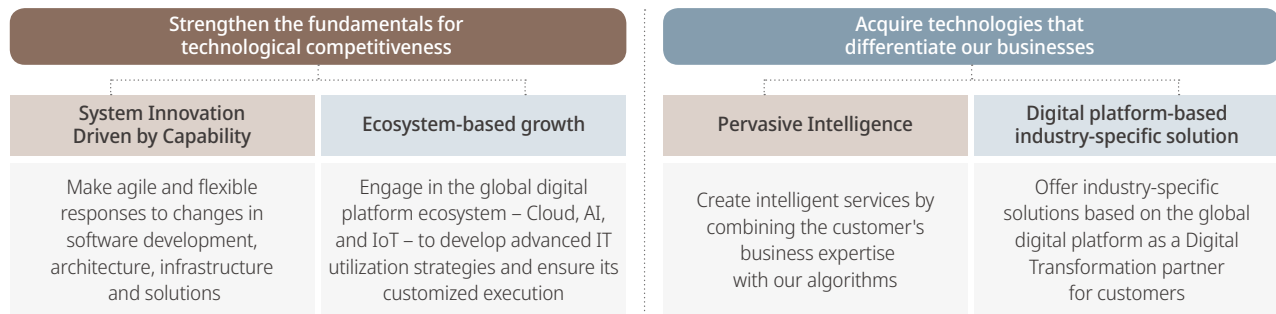 Strengthen the fundamentals for
technological competitiveness
System Innovation
Driven by Capability
Make agile and flexible
responses to changes in
software development,
architecture, infrastructure
and solutions
Ecosystem-based growth
Engage in the global digital
platform ecosystem – Cloud, AI,
and IoT – to develop advanced IT
utilization strategies and ensure its
customized execution
Acquire technologies that
differentiate our businesses
Pervasive Intelligence
Create intelligent services by
combining the customer's
business expertise
with our algorithms
Digital platform-based
industry-specific solution
Offer industry-specific
solutions based on the global
digital platform as a Digital
Transformation partner
for customers